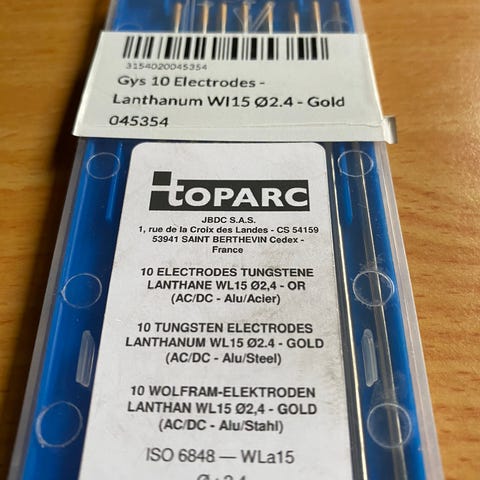 3154020045354
Gys 10 Electrodes -
Lanthanum Wl15 Ø2.4 - Gold
045354
TOPARC
JBDC S.A.S.
1, rue de la Croix des Landes - CS 54159
53941 SAINT BERTHEVIN Cedex -
France
10 ELECTRODES TUNGSTENE
LANTHANE WL15 Ø2,4 - OR
(AC/DC - Alu/Acier)
10 TUNGSTEN ELECTRODES
LANTHANUM WL15 Ø2.4 - GOLD
(AC/DC - Alu/Steel)
10 WOLFRAM-ELEKTRODEN
LANTHAN WL15 Ø2,4 - GOLD
(AC/DC - Alu/Stahl)
ISO 6848 — WLa15